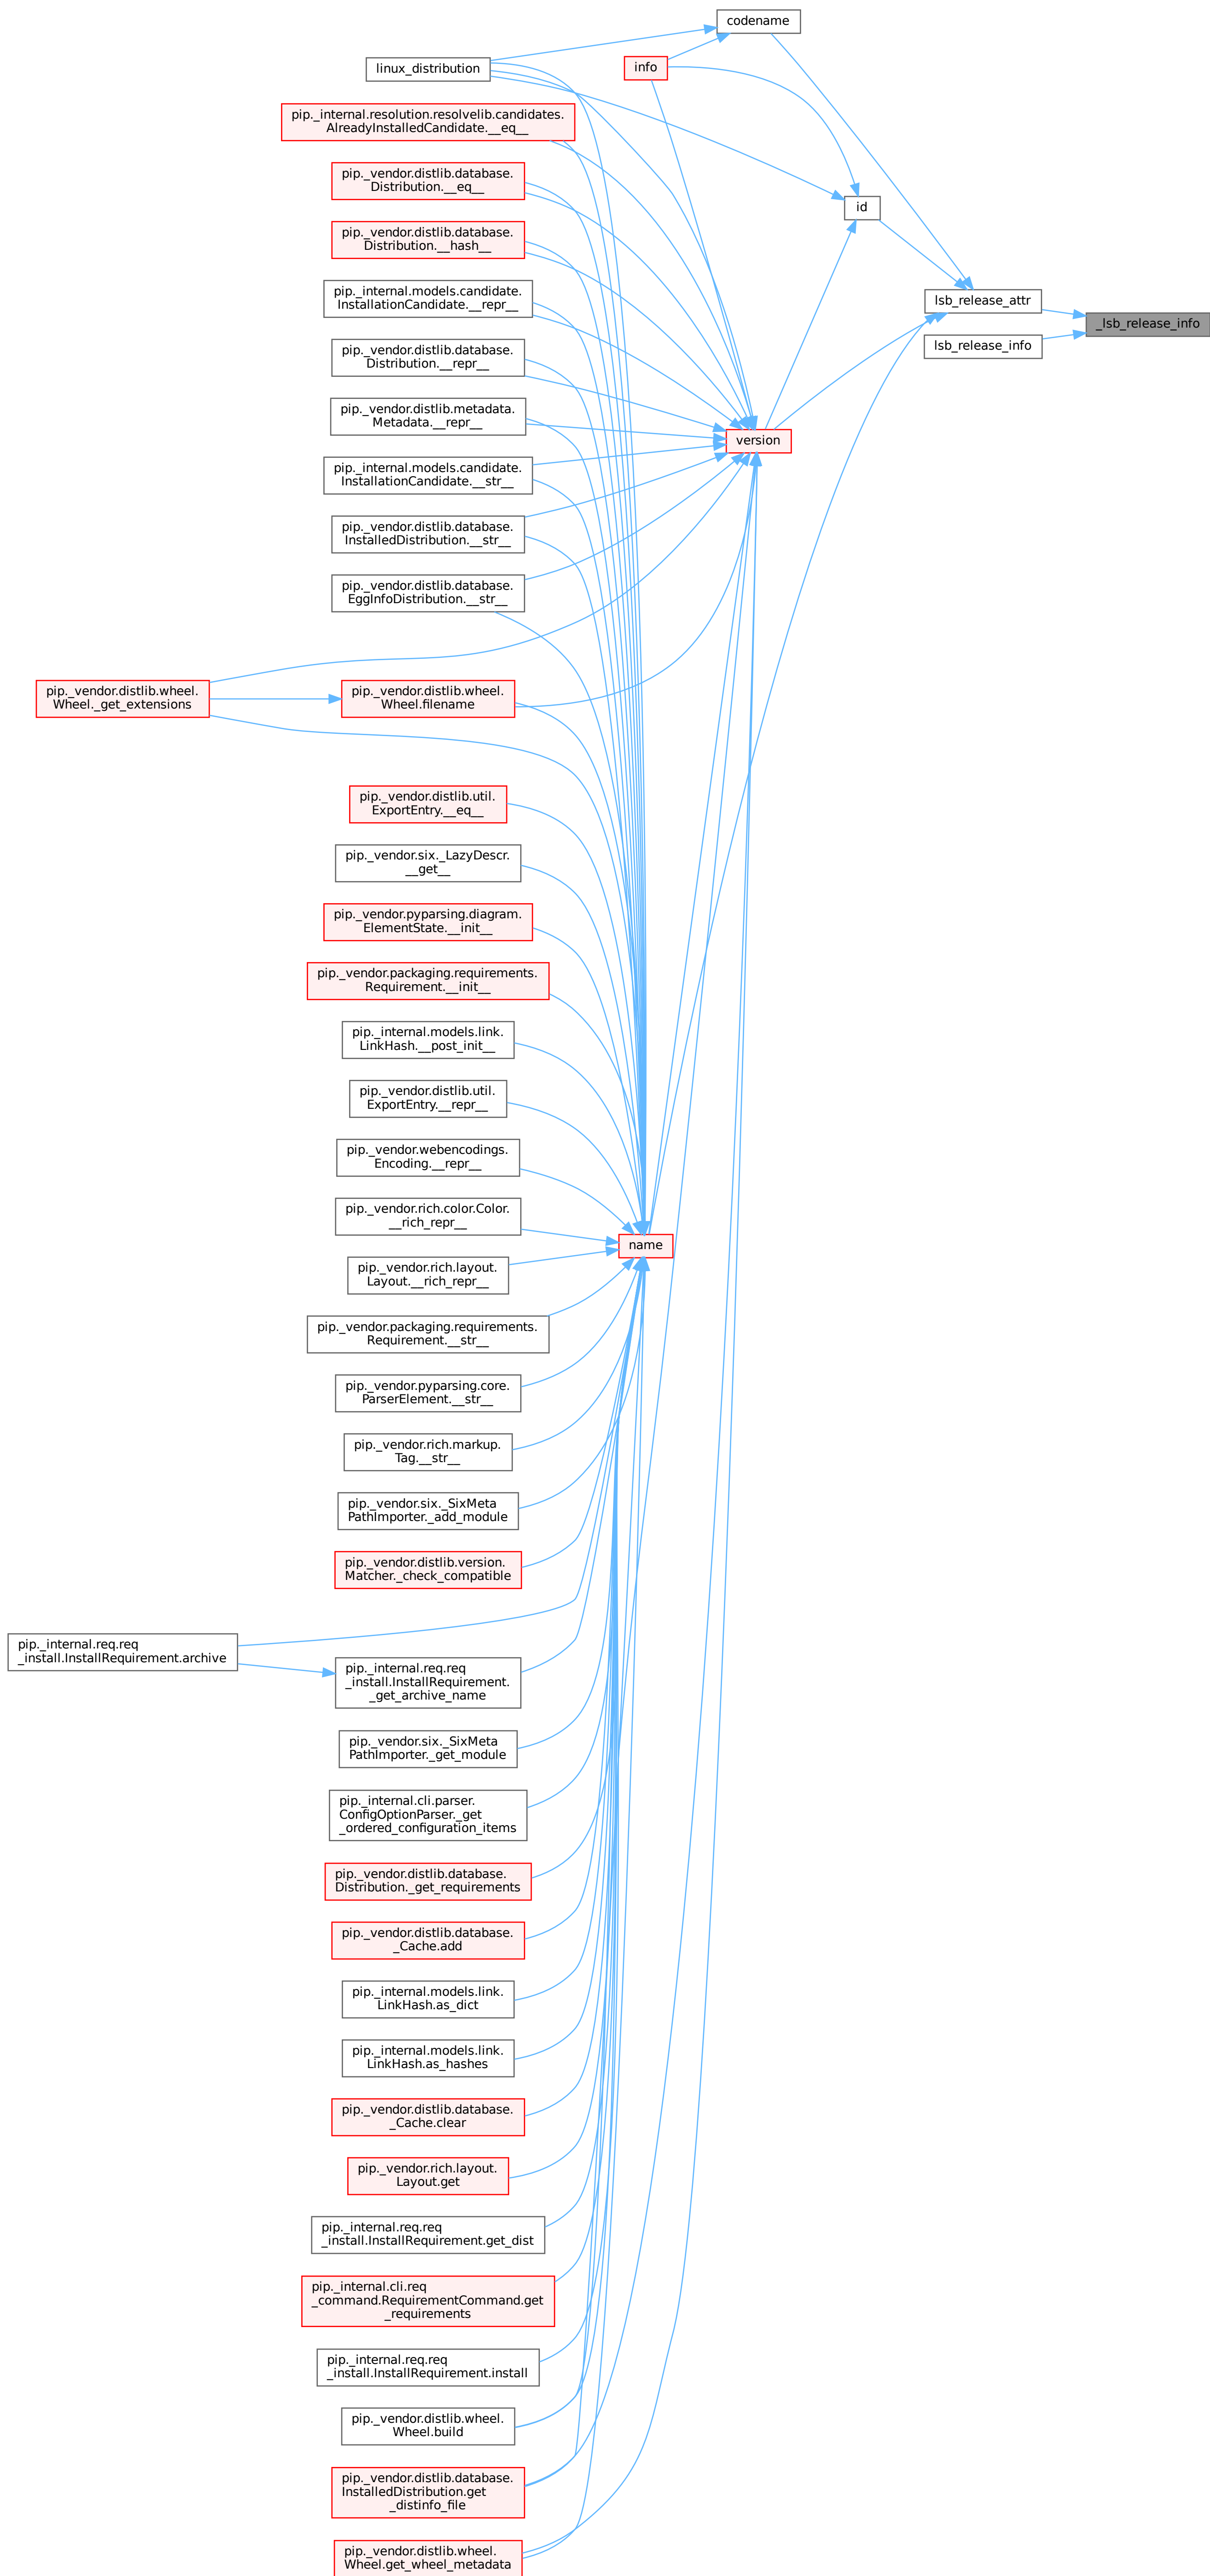 codename
linux_distribution
info
pip._internal.resolution.resolvelib.candidates.
AlreadyInstalledCandidate.__eq__
pip._vendor.distlib.database.
Distribution.__eq__
id
pip._vendor.distlib.database.
Distribution.__hash__
pip._internal.models.candidate.
InstallationCandidate.__repr__
lsb_release_attr
_lsb_release_info
lsb_release_info
pip._vendor.distlib.database.
Distribution.__repr__
pip._vendor.distlib.metadata.
Metadata.__repr__
version
pip._internal.models.candidate.
InstallationCandidate.__str__
pip._vendor.distlib.database.
InstalledDistribution.__str__
pip._vendor.distlib.database.
EggInfoDistribution.__str__
pip._vendor.distlib.wheel.
Wheel._get_extensions
pip._vendor.distlib.wheel.
Wheel.filename
pip._vendor.distlib.util.
ExportEntry.__eq__
pip._vendor.six._LazyDescr.
__get__
pip._vendor.pyparsing.diagram.
ElementState.__init__
pip._vendor.packaging.requirements.
Requirement.__init__
pip._internal.models.link.
LinkHash.__post_init__
pip._vendor.distlib.util.
ExportEntry.__repr__
pip._vendor.webencodings.
Encoding.__repr__
pip._vendor.rich.color.Color.
__rich_repr__
name
pip._vendor.rich.layout.
Layout.__rich_repr__
pip._vendor.packaging.requirements.
Requirement.__str__
pip._vendor.pyparsing.core.
ParserElement.__str__
pip._vendor.rich.markup.
Tag.__str__
pip._vendor.six._SixMeta
PathImporter._add_module
pip._vendor.distlib.version.
Matcher._check_compatible
pip._internal.req.req
_install.InstallRequirement.archive
pip._internal.req.req
_install.InstallRequirement.
_get_archive_name
pip._vendor.six._SixMeta
PathImporter._get_module
pip._internal.cli.parser.
ConfigOptionParser._get
_ordered_configuration_items
pip._vendor.distlib.database.
Distribution._get_requirements
pip._vendor.distlib.database.
_Cache.add
pip._internal.models.link.
LinkHash.as_dict
pip._internal.models.link.
LinkHash.as_hashes
pip._vendor.distlib.database.
_Cache.clear
pip._vendor.rich.layout.
Layout.get
pip._internal.req.req
_install.InstallRequirement.get_dist
pip._internal.cli.req
_command.RequirementCommand.get
_requirements
pip._internal.req.req
_install.InstallRequirement.install
pip._vendor.distlib.wheel.
Wheel.build
pip._vendor.distlib.database.
InstalledDistribution.get
_distinfo_file
pip._vendor.distlib.wheel.
Wheel.get_wheel_metadata